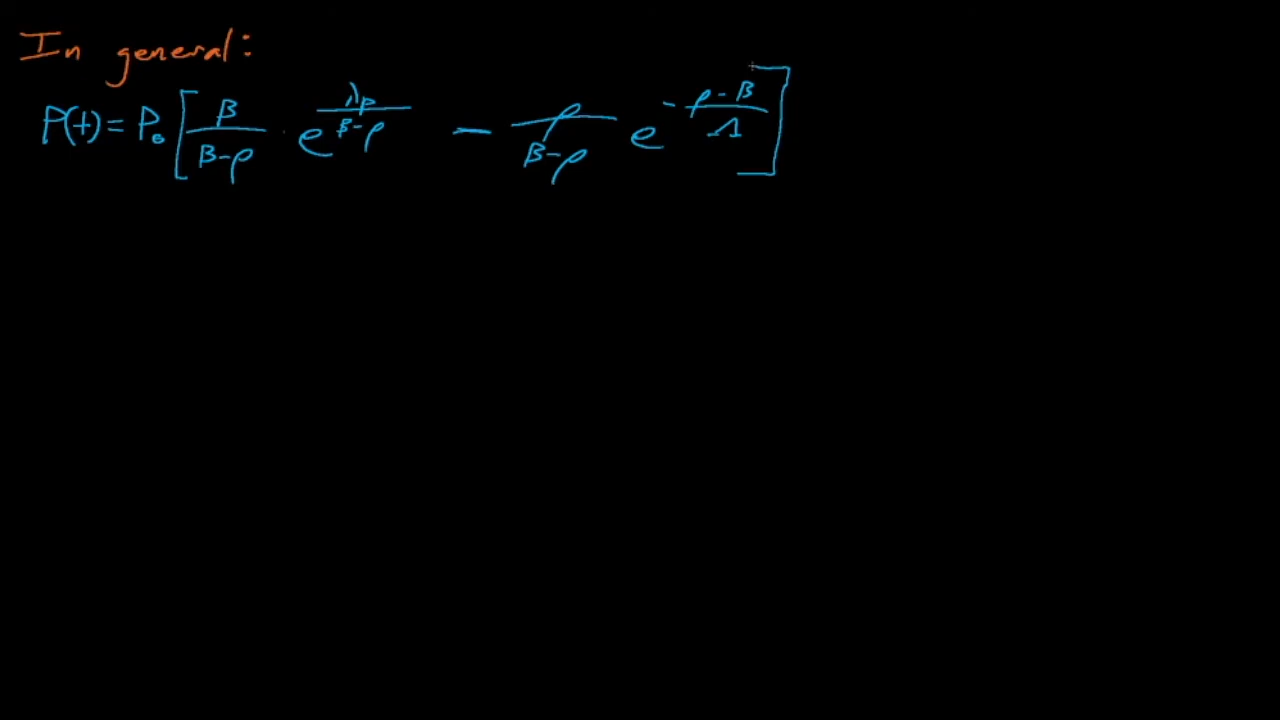 In general:
P(t) = P₀ [ β/(β-ρ) · e^(λρ/(β-ρ)) - ρ/(β-ρ) e^(-(ρ-β)/Λ) ]